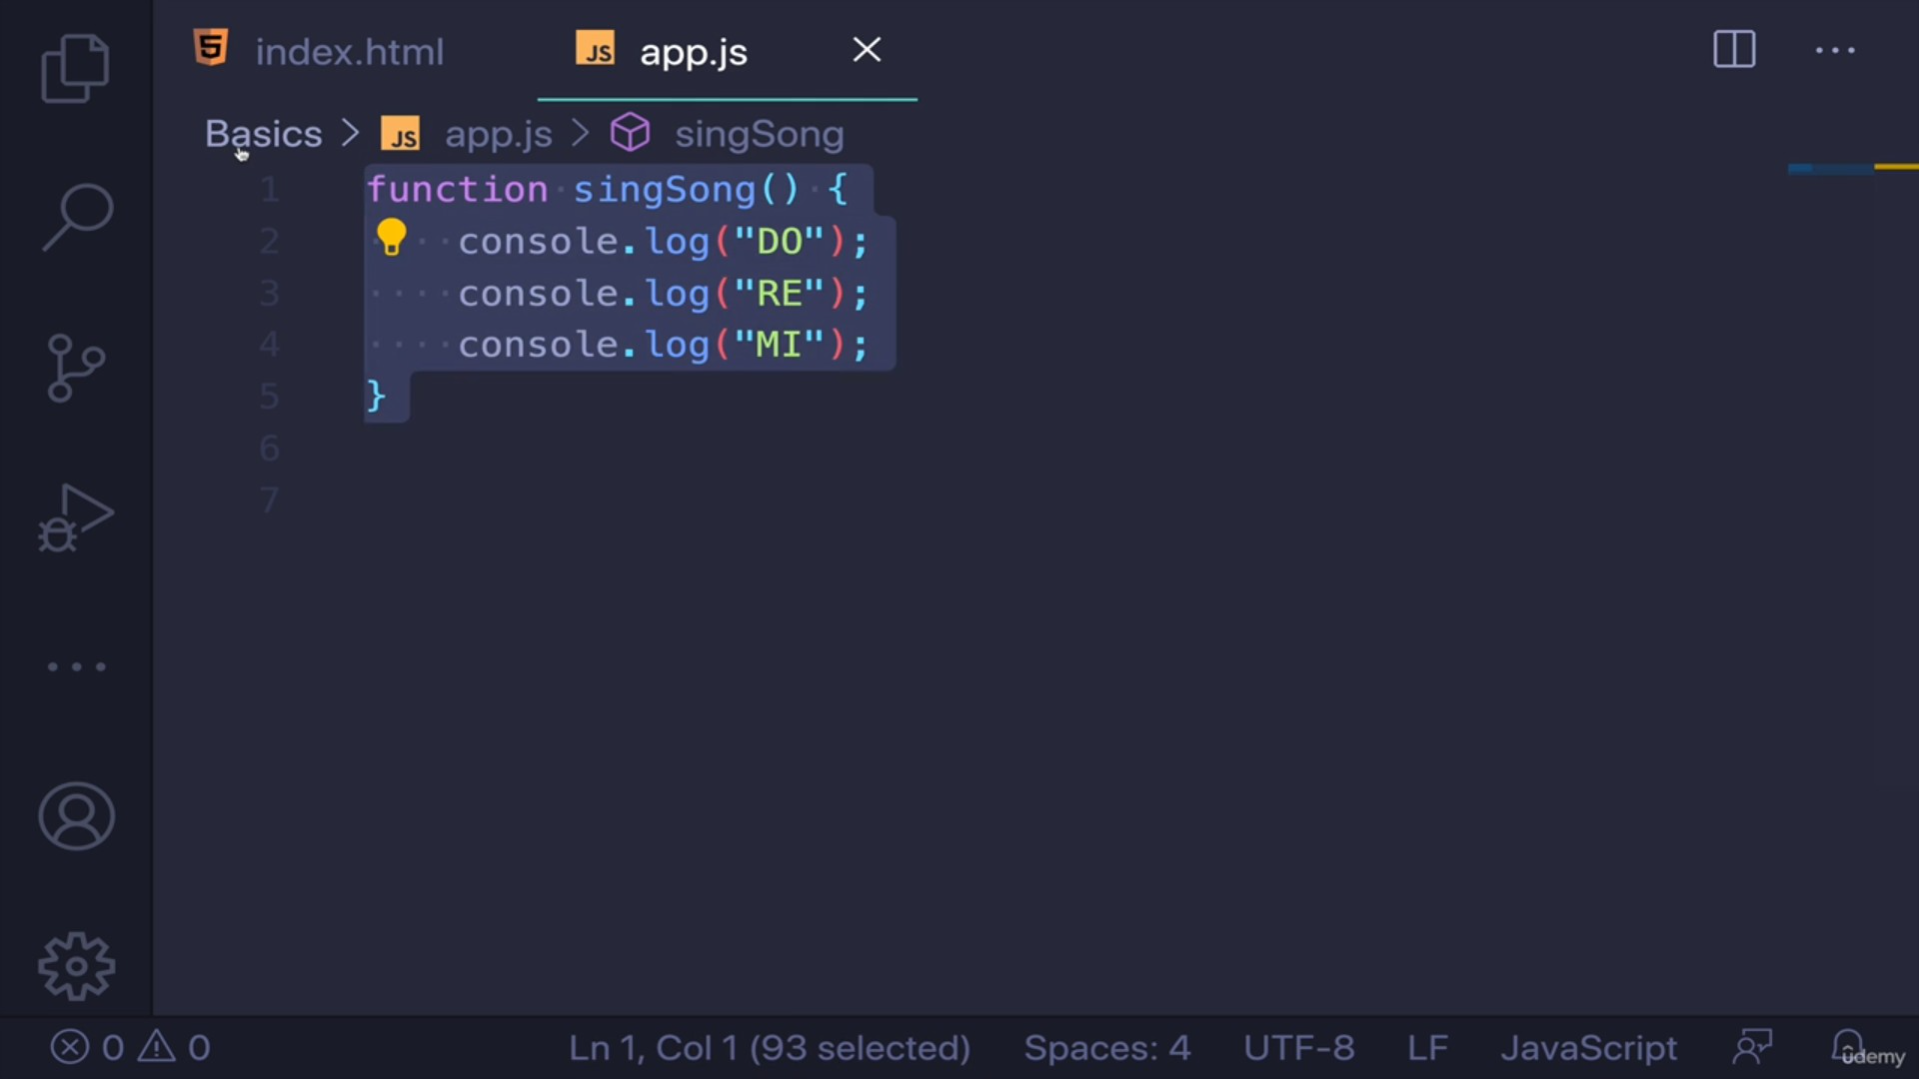 5 index.html JS app.js
Basics > JS app.js > singSong
1 function singSong() {
2 console.log("DO");
3 console.log("RE");
4 console.log("MI");
5 }
6
7
0 0 Ln 1, Col 1 (93 selected) Spaces: 4 UTF-8 LF JavaScript
ûdemy